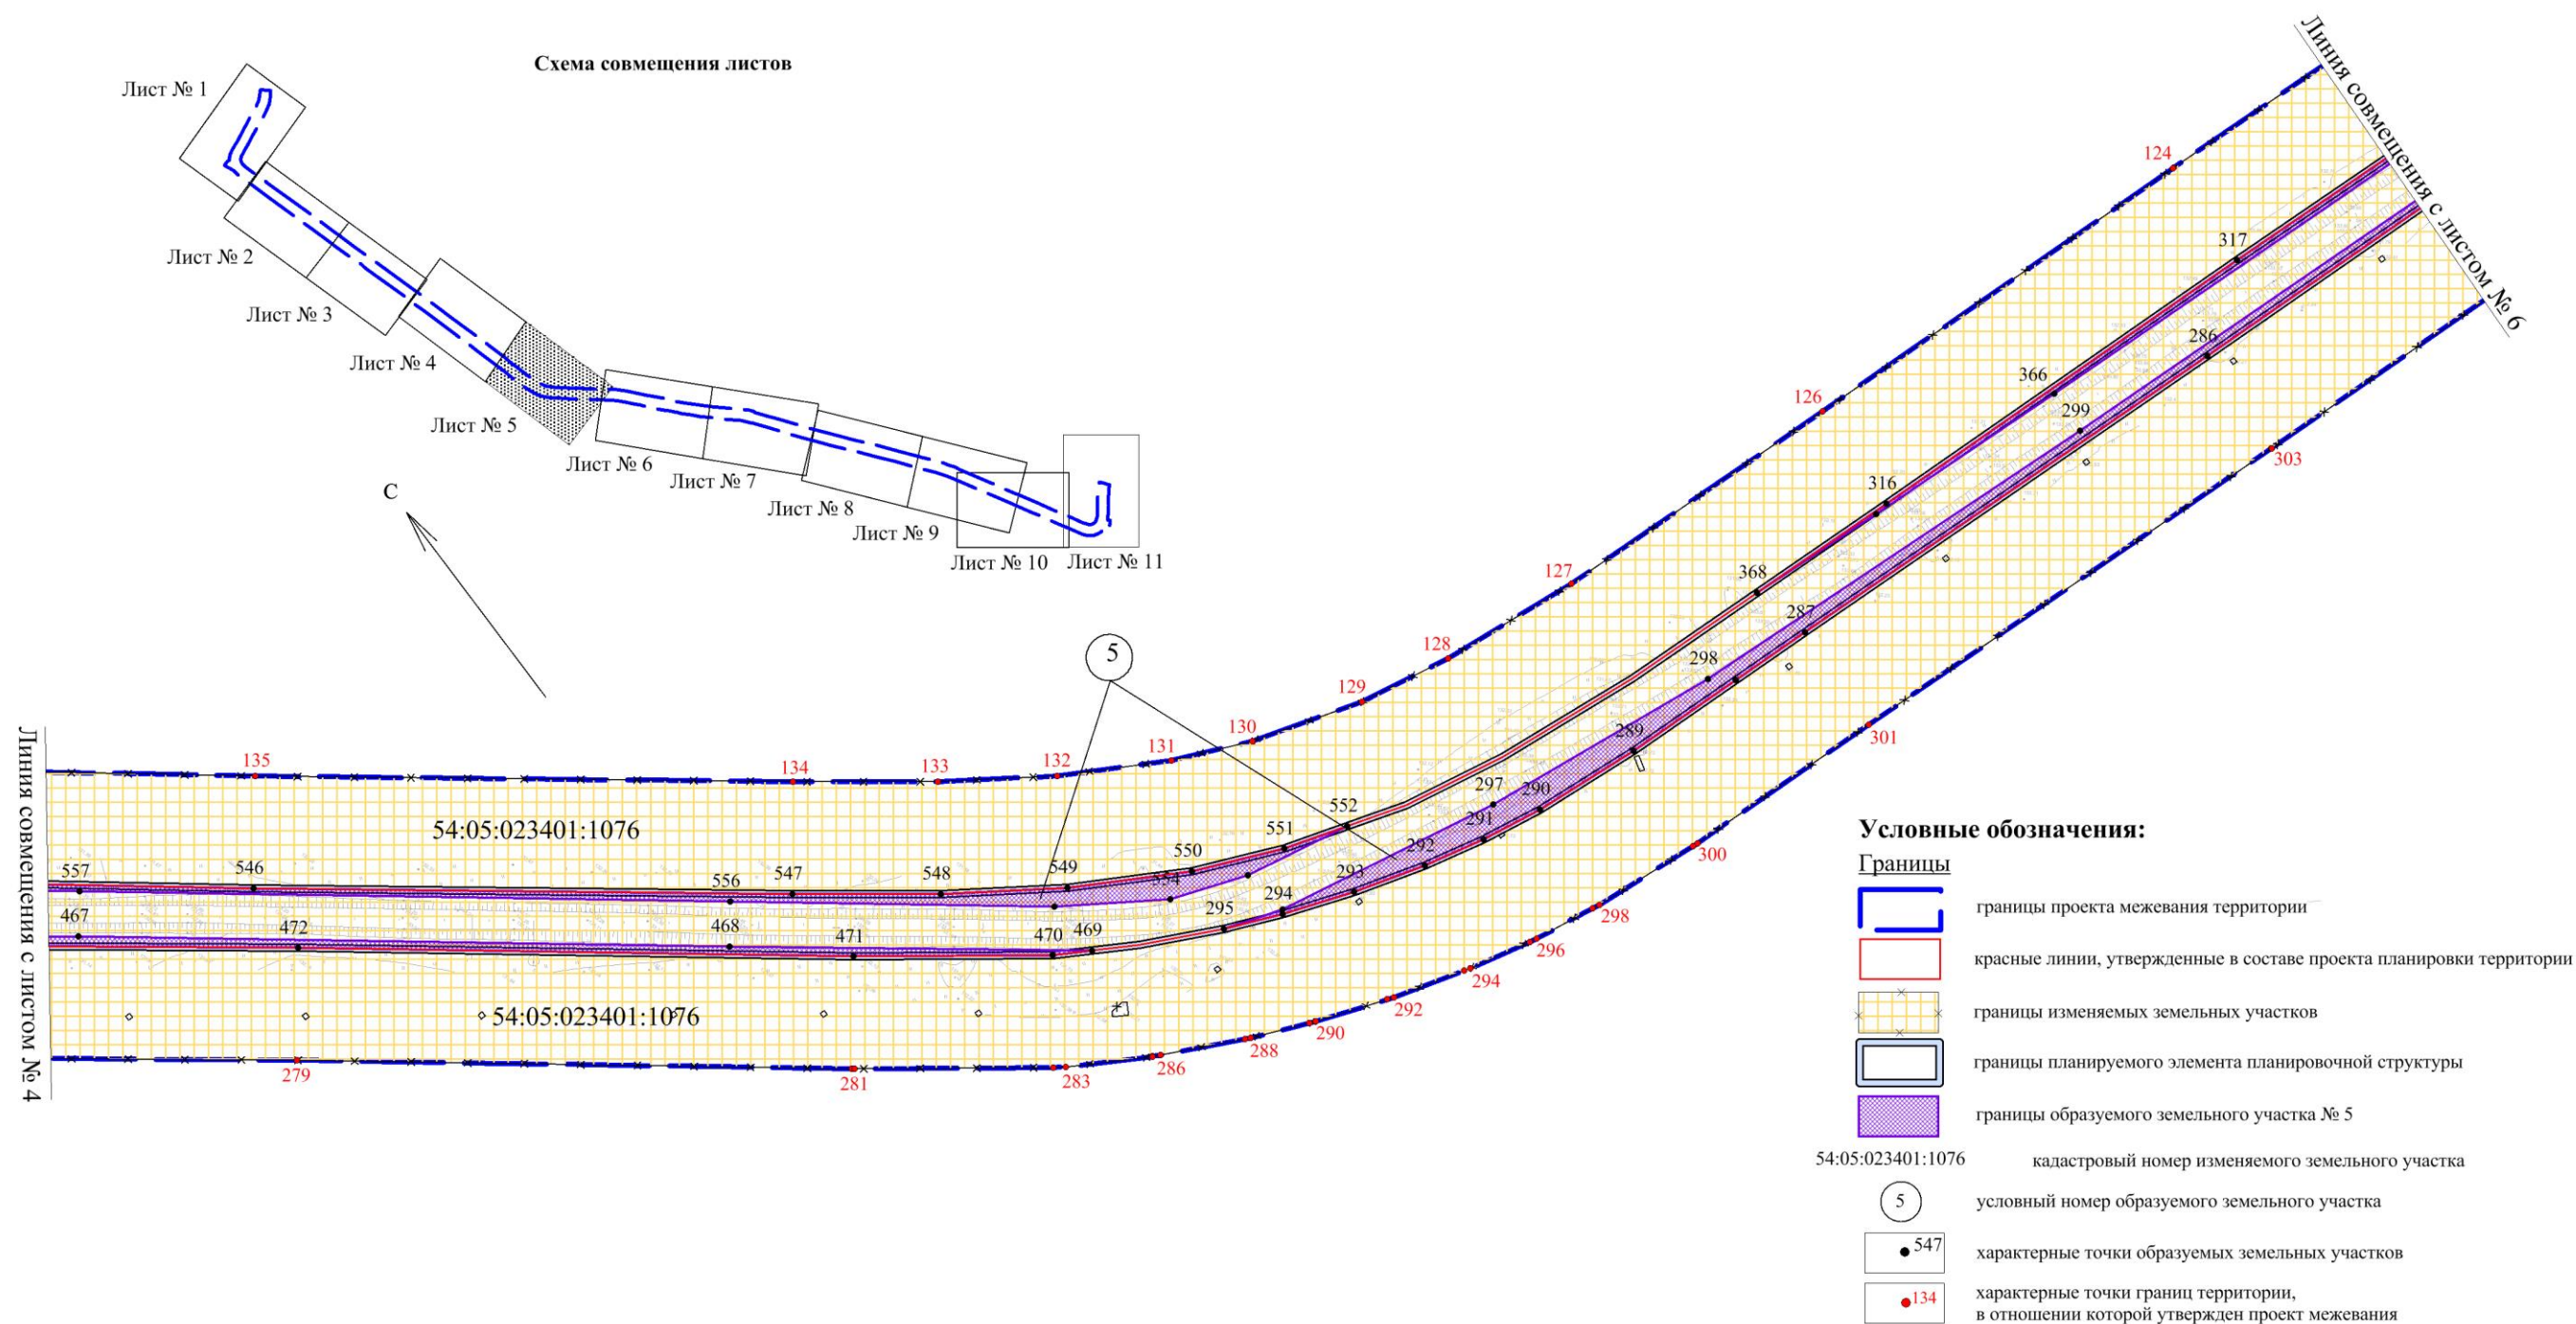 Схема совмещения листов
Лист № 1
Лист № 2
Лист № 3
Лист № 4
Лист № 5
Лист № 6
Лист № 7
Лист № 8
Лист № 9
Лист № 10
Лист № 11
С
Линия совмещения с листом № 6
Линия совмещения с листом № 4
124
126
127
128
129
130
131
132
133
134
135
5
317
286
366
299
303
316
368
287
298
289
301
297
290
291
292
293
294
295
552
551
550
554
549
548
547
556
546
557
467
472
468
471
470
469
54:05:023401:1076
54:05:023401:1076
279
281
283
286
288
290
292
294
296
298
300
Условные обозначения:
Границы
границы проекта межевания территории
красные линии, утвержденные в составе проекта планировки территории
границы изменяемых земельных участков
границы планируемого элемента планировочной структуры
границы образуемого земельного участка № 5
54:05:023401:1076 кадастровый номер изменяемого земельного участка
5 условный номер образуемого земельного участка
547 характерные точки образуемых земельных участков
134 характерные точки границ территории,
в отношении которой утвержден проект межевания